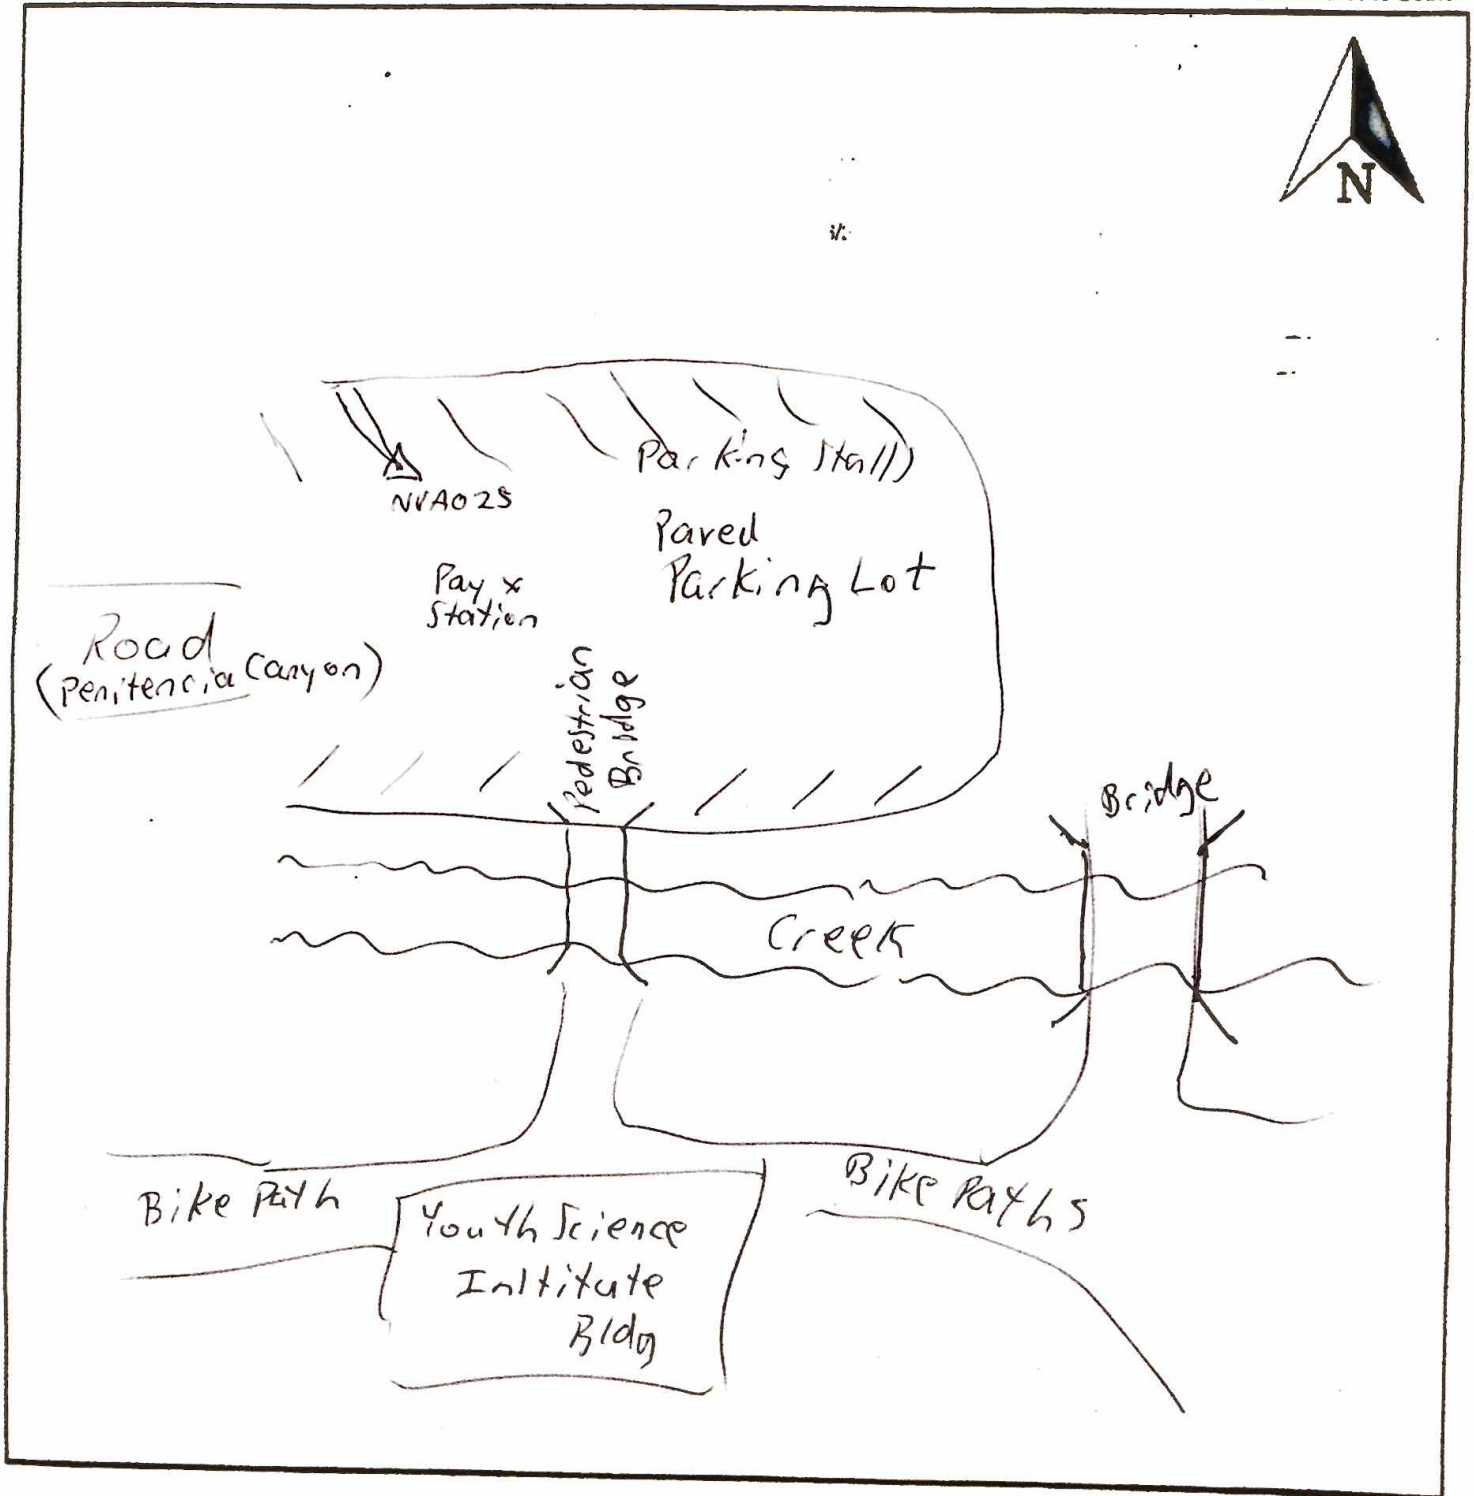 N
Parking Stalls
NVA025
Paved
Parking Lot
Pay x
Station
Road
(Penitencia Canyon)
Pedestrian
Bridge
Bridge
Creek
Bike Path
Bike Paths
Youth Science
Institute
Bldg